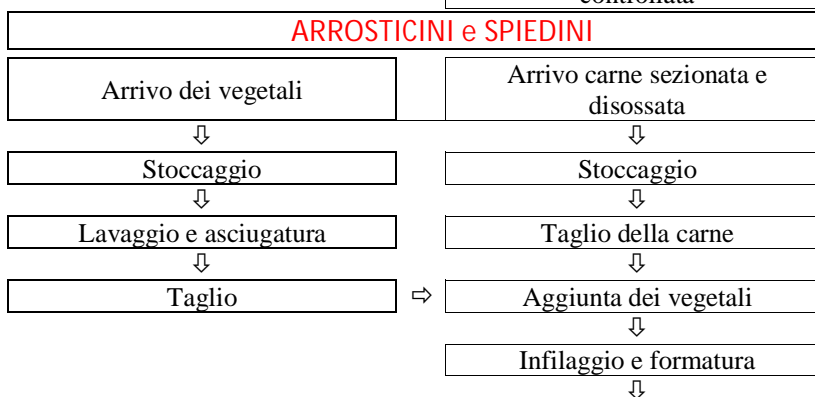 controllata
ARROSTICINI e SPIEDINI
Arrivo dei vegetali
Arrivo carne sezionata e
disossata
⇩ ⇩
Stoccaggio Stoccaggio
⇩ ⇩
Lavaggio e asciugatura Taglio della carne
⇩ ⇩
Taglio ⇨ Aggiunta dei vegetali
⇩
Infilaggio e formatura
⇩